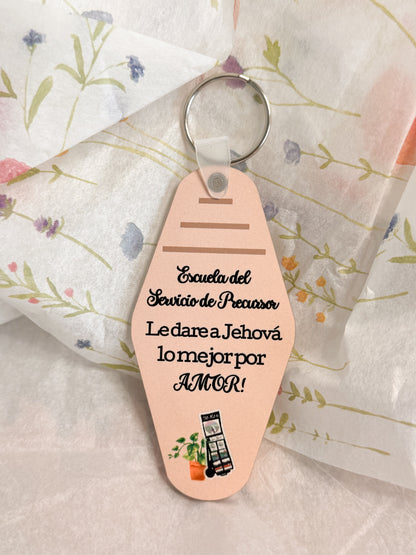 Escuela del
Servicio de Precursor
Le dare a Jehová
lo mejor por
AMOR!